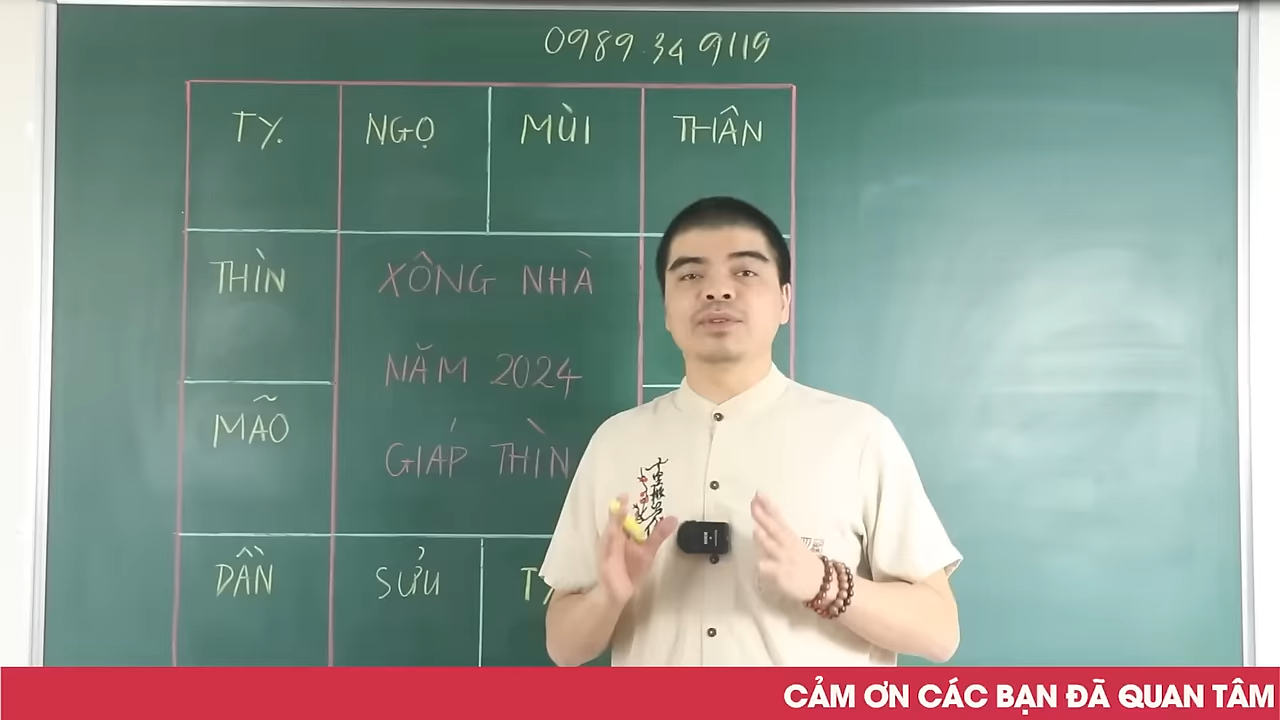 0989.34 9119
TỴ.
NGỌ
MÙI
THÂN
THÌN
XÔNG NHÀ
NĂM 2024
MÃO
GIÁP THÌN
DẦN
SỬU
CẢM ƠN CÁC BẠN ĐÃ QUAN TÂM